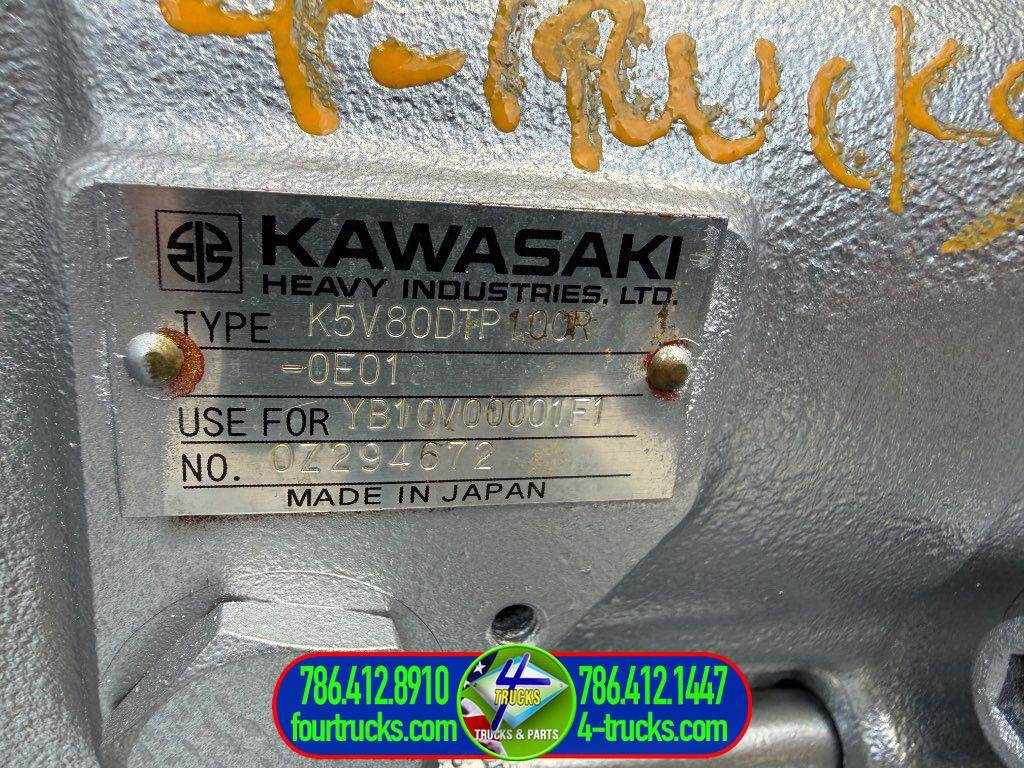 4-Trucks
KAWASAKI
HEAVY INDUSTRIES, LTD.
TYPE K5V80DTP100R
-0E01
USE FOR YB10V00001F1
NO. 0Z294672
MADE IN JAPAN
786.412.8910
fourtrucks.com
4
TRUCKS
TRUCKS & PARTS
786.412.1447
4-trucks.com